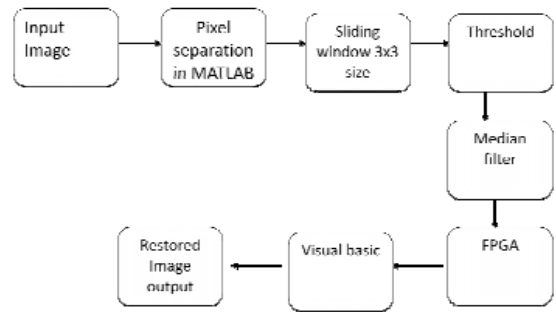 Input
Image
Pixel
separation
in MATLAB
Sliding
window 3x3
size
Threshold
Median
filter
FPGA
Visual basic
Restored
Image
output